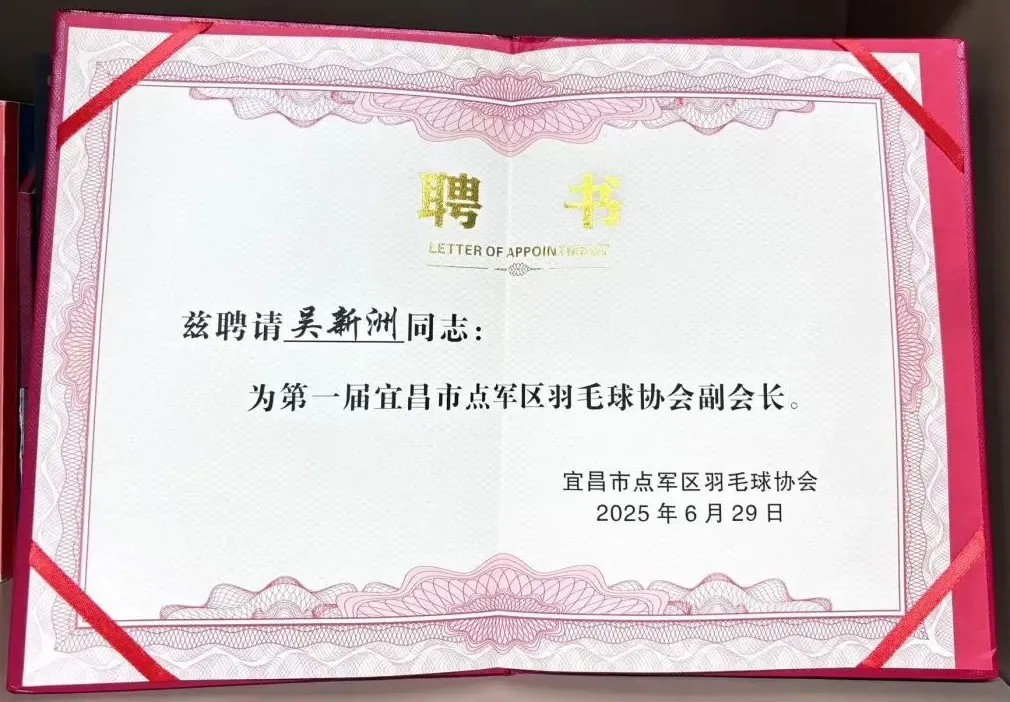 聘 书
LETTER OF APPOINTMENT
兹聘请吴新洲同志：
为第一届宜昌市点军区羽毛球协会副会长。
宜昌市点军区羽毛球协会
2025年6月29日